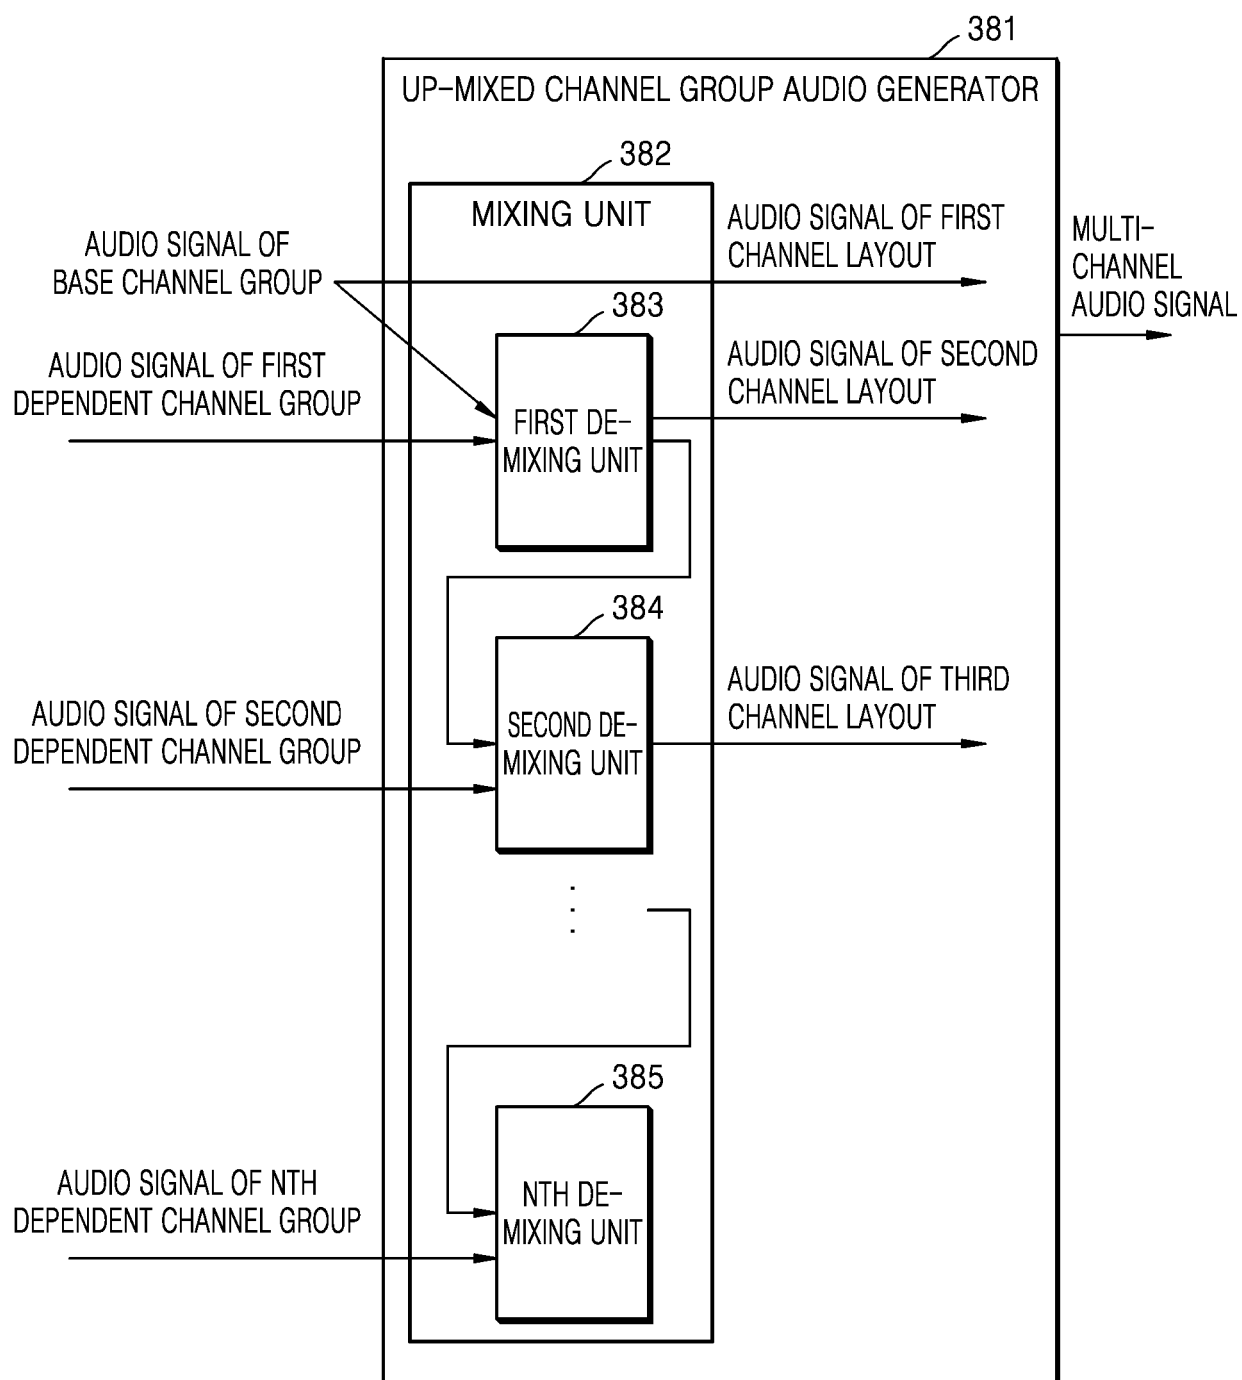 381
UP-MIXED CHANNEL GROUP AUDIO GENERATOR
382
MIXING UNIT
AUDIO SIGNAL OF
BASE CHANNEL GROUP
AUDIO SIGNAL OF FIRST
CHANNEL LAYOUT
MULTI-
CHANNEL
AUDIO SIGNAL
383
AUDIO SIGNAL OF FIRST
DEPENDENT CHANNEL GROUP
FIRST DE-
MIXING UNIT
AUDIO SIGNAL OF SECOND
CHANNEL LAYOUT
384
AUDIO SIGNAL OF SECOND
DEPENDENT CHANNEL GROUP
SECOND DE-
MIXING UNIT
AUDIO SIGNAL OF THIRD
CHANNEL LAYOUT
385
AUDIO SIGNAL OF NTH
DEPENDENT CHANNEL GROUP
NTH DE-
MIXING UNIT